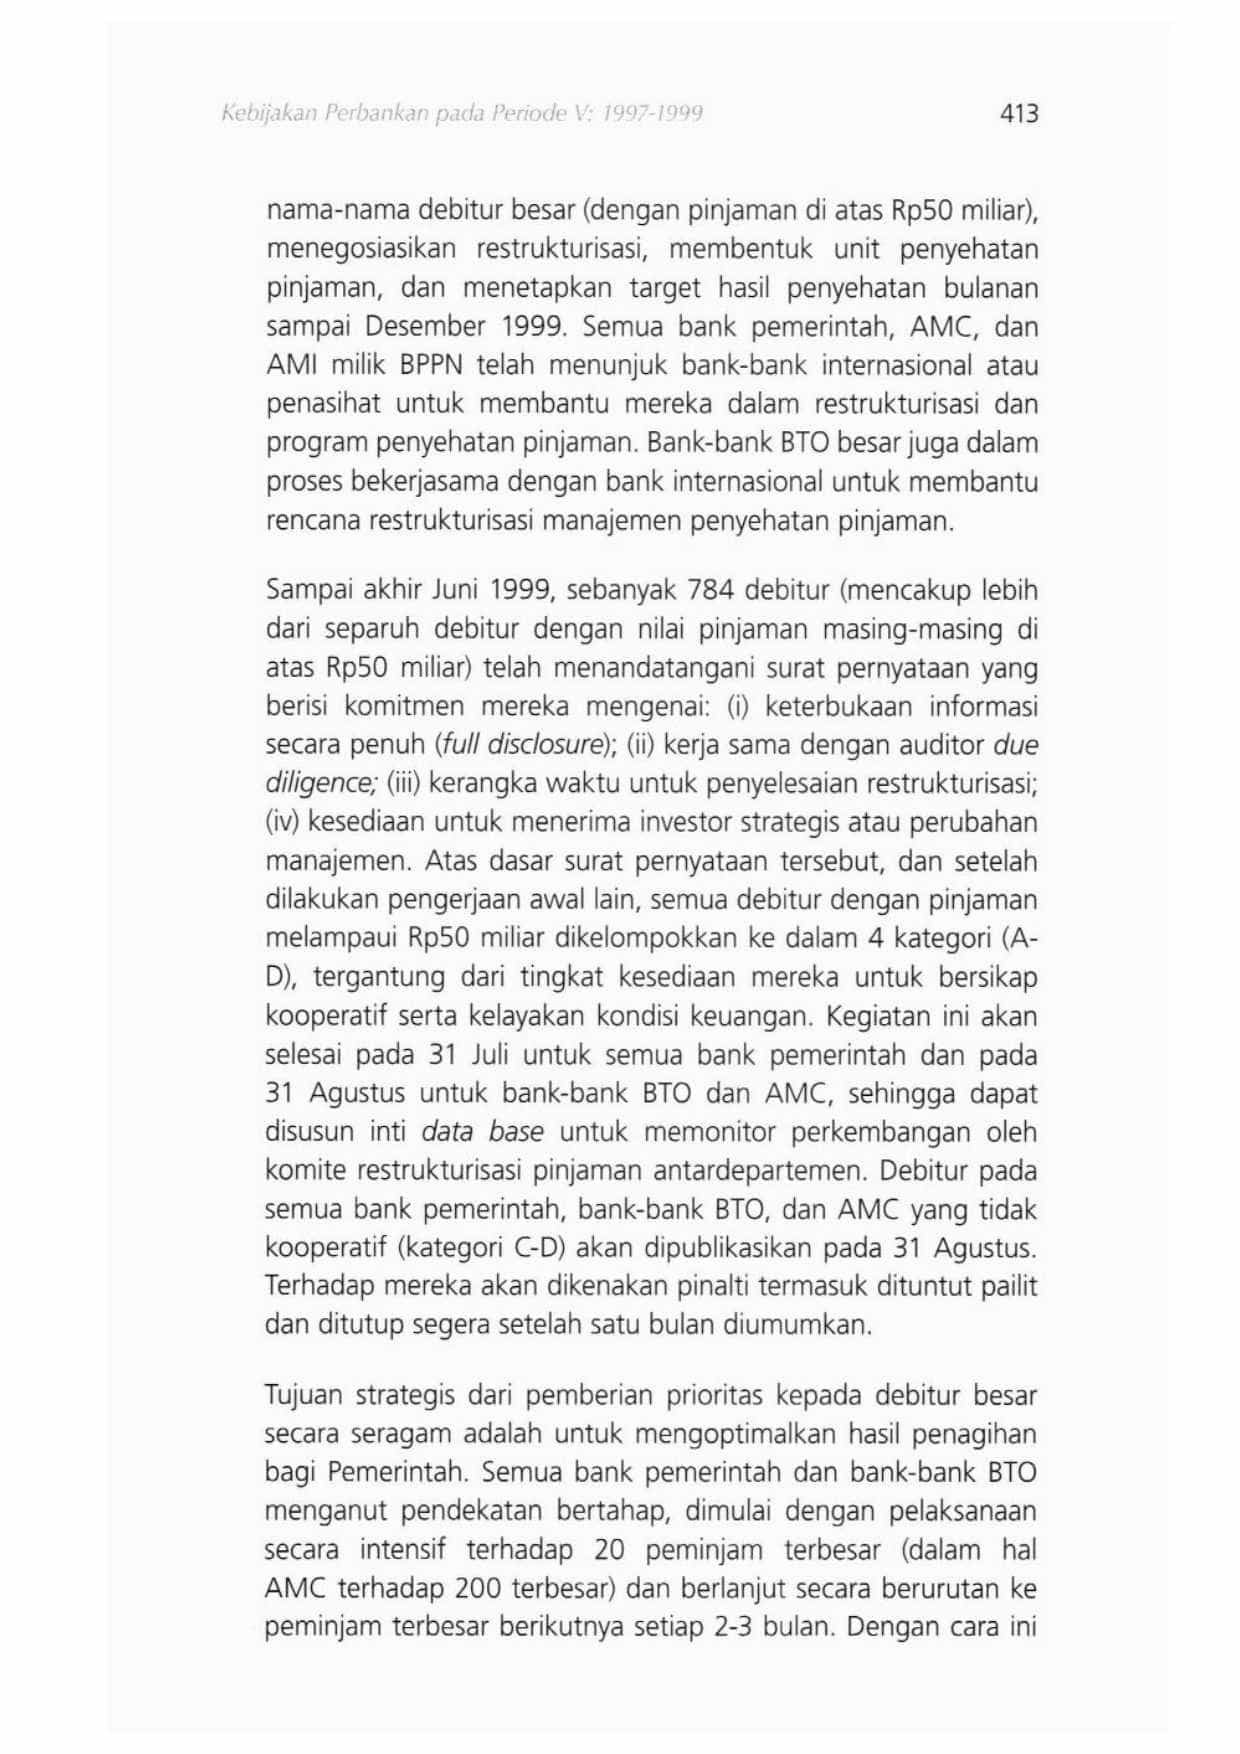 Kebijakan Perbankan pada Periode V: 1997-1999 413
nama-nama debitur besar (dengan pinjaman di atas Rp50 miliar),
menegosiasikan restrukturisasi, membentuk unit penyehatan
pinjaman, dan menetapkan target hasil penyehatan bulanan
sampai Desember 1999. Semua bank pemerintah, AMC, dan
AMI milik BPPN telah menunjuk bank-bank internasional atau
penasihat untuk membantu mereka dalam restrukturisasi dan
program penyehatan pinjaman. Bank-bank BTO besar juga dalam
proses bekerjasama dengan bank internasional untuk membantu
rencana restrukturisasi manajemen penyehatan pinjaman.
Sampai akhir Juni 1999, sebanyak 784 debitur (mencakup lebih
dari separuh debitur dengan nilai pinjaman masing-masing di
atas Rp50 miliar) telah menandatangani surat pernyataan yang
berisi komitmen mereka mengenai: (i) keterbukaan informasi
secara penuh (full disclosure); (ii) kerja sama dengan auditor due
diligence; (iii) kerangka waktu untuk penyelesaian restrukturisasi;
(iv) kesediaan untuk menerima investor strategis atau perubahan
manajemen. Atas dasar surat pernyataan tersebut, dan setelah
dilakukan pengerjaan awal lain, semua debitur dengan pinjaman
melampaui Rp50 miliar dikelompokkan ke dalam 4 kategori (A-
D), tergantung dari tingkat kesediaan mereka untuk bersikap
kooperatif serta kelayakan kondisi keuangan. Kegiatan ini akan
selesai pada 31 Juli untuk semua bank pemerintah dan pada
31 Agustus untuk bank-bank BTO dan AMC, sehingga dapat
disusun inti data base untuk memonitor perkembangan oleh
komite restrukturisasi pinjaman antardepartemen. Debitur pada
semua bank pemerintah, bank-bank BTO, dan AMC yang tidak
kooperatif (kategori C-D) akan dipublikasikan pada 31 Agustus.
Terhadap mereka akan dikenakan pinalti termasuk dituntut pailit
dan ditutup segera setelah satu bulan diumumkan.
Tujuan strategis dari pemberian prioritas kepada debitur besar
secara seragam adalah untuk mengoptimalkan hasil penagihan
bagi Pemerintah. Semua bank pemerintah dan bank-bank BTO
menganut pendekatan bertahap, dimulai dengan pelaksanaan
secara intensif terhadap 20 peminjam terbesar (dalam hal
AMC terhadap 200 terbesar) dan berlanjut secara berurutan ke
peminjam terbesar berikutnya setiap 2-3 bulan. Dengan cara ini